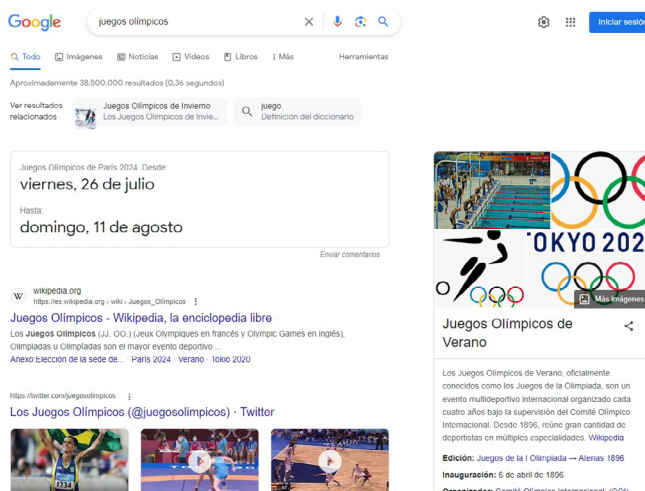 Google
juegos olímpicos
Iniciar sesión
Todo
Imágenes
Noticias
Videos
Libros
Más
Herramientas
Aproximadamente 38.500.000 resultados (0,36 segundos)
Ver resultados
relacionados
Juegos Olímpicos de Invierno
Los Juegos Olímpicos de Invie...
juego
Definición del diccionario
Juegos Olímpicos de París 2024 Desde:
viernes, 26 de julio
Hasta:
domingo, 11 de agosto
Enviar comentarios
W
wikipedia.org
https://es.wikipedia.org › wiki › Juegos_Olímpicos
Juegos Olímpicos - Wikipedia, la enciclopedia libre
Los Juegos Olímpicos (JJ. OO.) (Jeux Olympiques en francés y Olympic Games en inglés),
Olimpiadas u Olimpíadas son el mayor evento deportivo ...
Anexo:Elección de la sede de... · París 2024 · Verano · Tokio 2020
https://twitter.com/juegosolimpicos
Los Juegos Olímpicos (@juegosolimpicos) · Twitter
1234
OKYO 202
Más imágenes
Juegos Olímpicos de
Verano
Los Juegos Olímpicos de Verano, oficialmente
conocidos como los Juegos de la Olimpiada, son un
evento multideportivo internacional organizado cada
cuatro años bajo la supervisión del Comité Olímpico
Internacional. Desde 1896, reúne gran cantidad de
deportistas en múltiples especialidades. Wikipedia
Edición: Juegos de la I Olimpiada — Atenas 1896
Inauguración: 6 de abril de 1896
Organizador: Comité Olímpico Internacional; (COI)